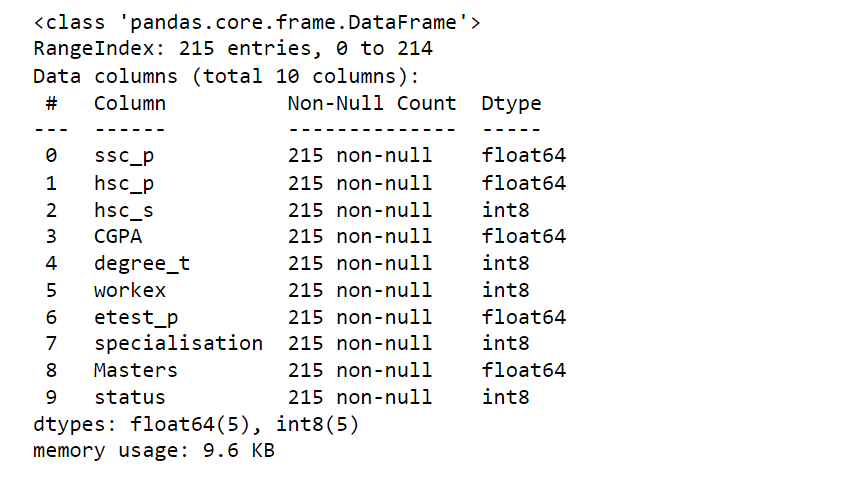 <class 'pandas.core.frame.DataFrame'>
RangeIndex: 215 entries, 0 to 214
Data columns (total 10 columns):
 #   Column          Non-Null Count  Dtype
---  ------          --------------  -----
 0   ssc_p           215 non-null    float64
 1   hsc_p           215 non-null    float64
 2   hsc_s           215 non-null    int8
 3   CGPA            215 non-null    float64
 4   degree_t        215 non-null    int8
 5   workex          215 non-null    int8
 6   etest_p         215 non-null    float64
 7   specialisation  215 non-null    int8
 8   Masters         215 non-null    float64
 9   status          215 non-null    int8
dtypes: float64(5), int8(5)
memory usage: 9.6 KB